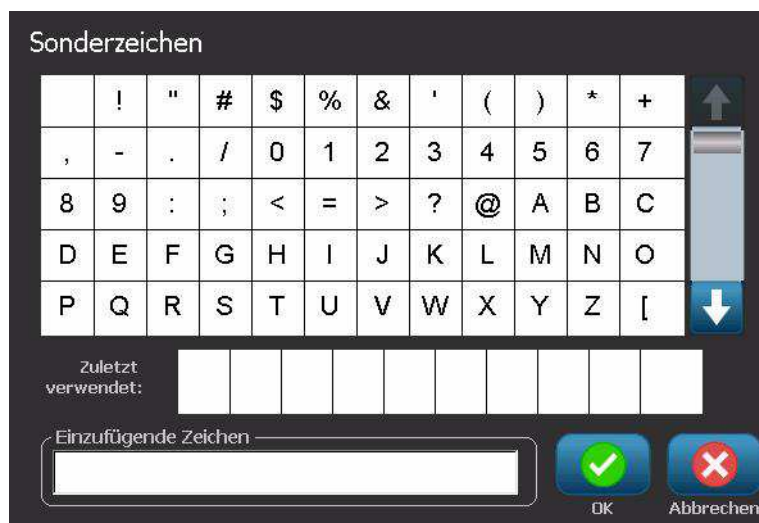 Sonderzeichen
! " # $ % & ' ( ) * +
, - . / 0 1 2 3 4 5 6 7
8 9 : ; < = > ? @ A B C
D E F G H I J K L M N O
P Q R S T U V W X Y Z [
Zuletzt
verwendet:
Einzufügende Zeichen
OK Abbrechen